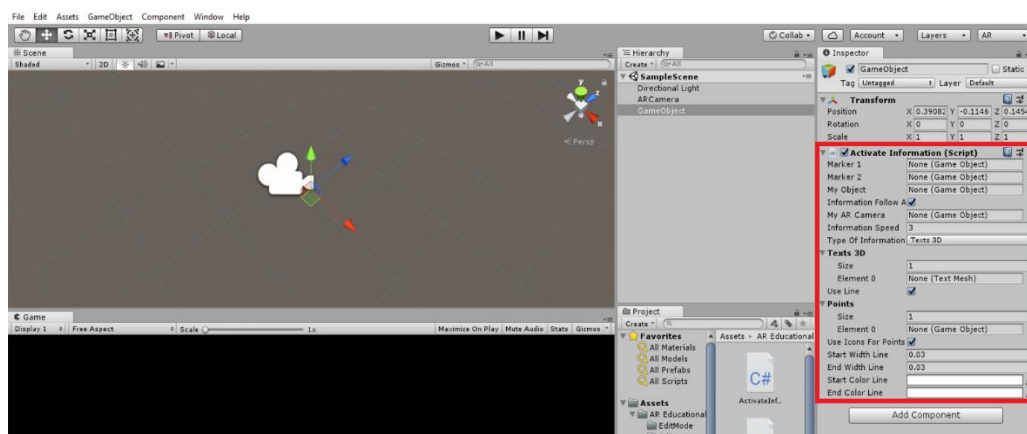 File Edit Assets GameObject Component Window Help
Pivot Local
Collab
Account
Layers
AR
Scene
Shaded 2D Gizmos All
y
z
x
Persp
Game
Display 1 Free Aspect Scale 1x Maximize On Play Mute Audio Stats Gizmos
Hierarchy
Create All
SampleScene
Directional Light
ARCamera
GameObject
Project
Create
Favorites
All Materials
All Models
All Prefabs
All Scripts
Assets
AR Educational
EditMode
Assets AR Educational
C#
ActivateInf..
Inspector
GameObject Static
Tag Untagged Layer Default
Transform
Position X 0.39082 Y -0.1146 Z 0.1454
Rotation X 0 Y 0 Z 0
Scale X 1 Y 1 Z 1
Activate Information (Script)
Marker 1 None (Game Object)
Marker 2 None (Game Object)
My Object None (Game Object)
Information Follow A
My AR Camera None (Game Object)
Information Speed 3
Type Of Information Texts 3D
Texts 3D
Size 1
Element 0 None (Text Mesh)
Use Line
Points
Size 1
Element 0 None (Game Object)
Use Icons For Points
Start Width Line 0.03
End Width Line 0.03
Start Color Line
End Color Line
Add Component